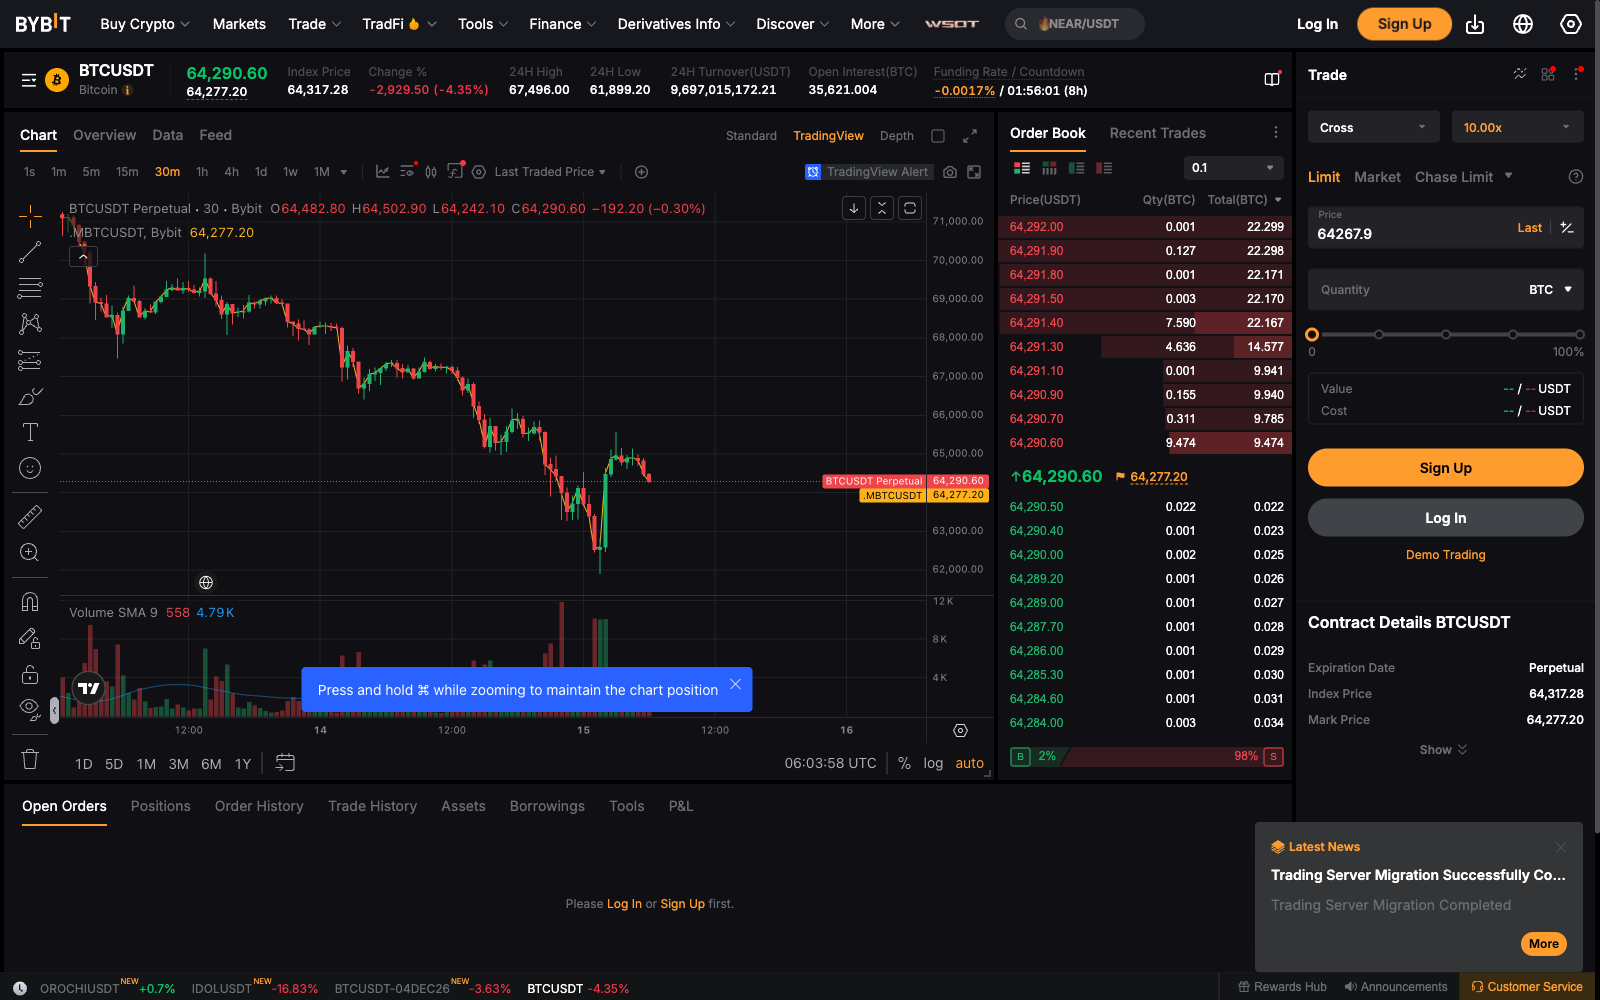 BYBIT Buy Crypto Markets Trade TradFi Tools Finance Derivatives Info Discover More WSOT NEAR/USDT Log In Sign Up
BTCUSDT
Bitcoin
64,290.60
64,277.20
Index Price
64,317.28
Change %
-2,929.50 (-4.35%)
24H High
67,496.00
24H Low
61,899.20
24H Turnover(USDT)
9,697,015,172.21
Open Interest(BTC)
35,621.004
Funding Rate / Countdown
-0.0017% / 01:56:01 (8h)
Chart Overview Data Feed
Standard TradingView Depth
1s 1m 5m 15m 30m 1h 4h 1d 1w 1M Last Traded Price TradingView Alert
BTCUSDT Perpetual · 30 · Bybit O64,482.80 H64,502.90 L64,242.10 C64,290.60 −192.20 (−0.30%)
.MBTCUSDT, Bybit 64,277.20
71,000.00
70,000.00
69,000.00
68,000.00
67,000.00
66,000.00
65,000.00
BTCUSDT Perpetual 64,290.60
.MBTCUSDT 64,277.20
63,000.00
62,000.00
Volume SMA 9 558 4.79K
12K
8K
4K
Press and hold ⌘ while zooming to maintain the chart position
12:00 14 12:00 15 12:00 16
1D 5D 1M 3M 6M 1Y 06:03:58 UTC % log auto
Order Book Recent Trades
0.1
Price(USDT) Qty(BTC) Total(BTC)
64,292.00 0.001 22.299
64,291.90 0.127 22.298
64,291.80 0.001 22.171
64,291.50 0.003 22.170
64,291.40 7.590 22.167
64,291.30 4.636 14.577
64,291.10 0.001 9.941
64,290.90 0.155 9.940
64,290.70 0.311 9.785
64,290.60 9.474 9.474
↑64,290.60 64,277.20
64,290.50 0.022 0.022
64,290.40 0.001 0.023
64,290.00 0.002 0.025
64,289.20 0.001 0.026
64,289.00 0.001 0.027
64,287.70 0.001 0.028
64,286.00 0.001 0.029
64,285.30 0.001 0.030
64,284.60 0.001 0.031
64,284.00 0.003 0.034
B 2% 98% S
Trade
Cross 10.00x
Limit Market Chase Limit
Price
64267.9 Last
Quantity BTC
0 100%
Value -- / -- USDT
Cost -- / -- USDT
Sign Up
Log In
Demo Trading
Contract Details BTCUSDT
Expiration Date Perpetual
Index Price 64,317.28
Mark Price 64,277.20
Show
Open Orders Positions Order History Trade History Assets Borrowings Tools P&L
Please Log In or Sign Up first.
Latest News
Trading Server Migration Successfully Co...
Trading Server Migration Completed
More
OROCHIUSDT NEW +0.7% IDOLUSDT NEW -16.83% BTCUSDT-04DEC26 NEW -3.63% BTCUSDT -4.35% Rewards Hub Announcements Customer Service